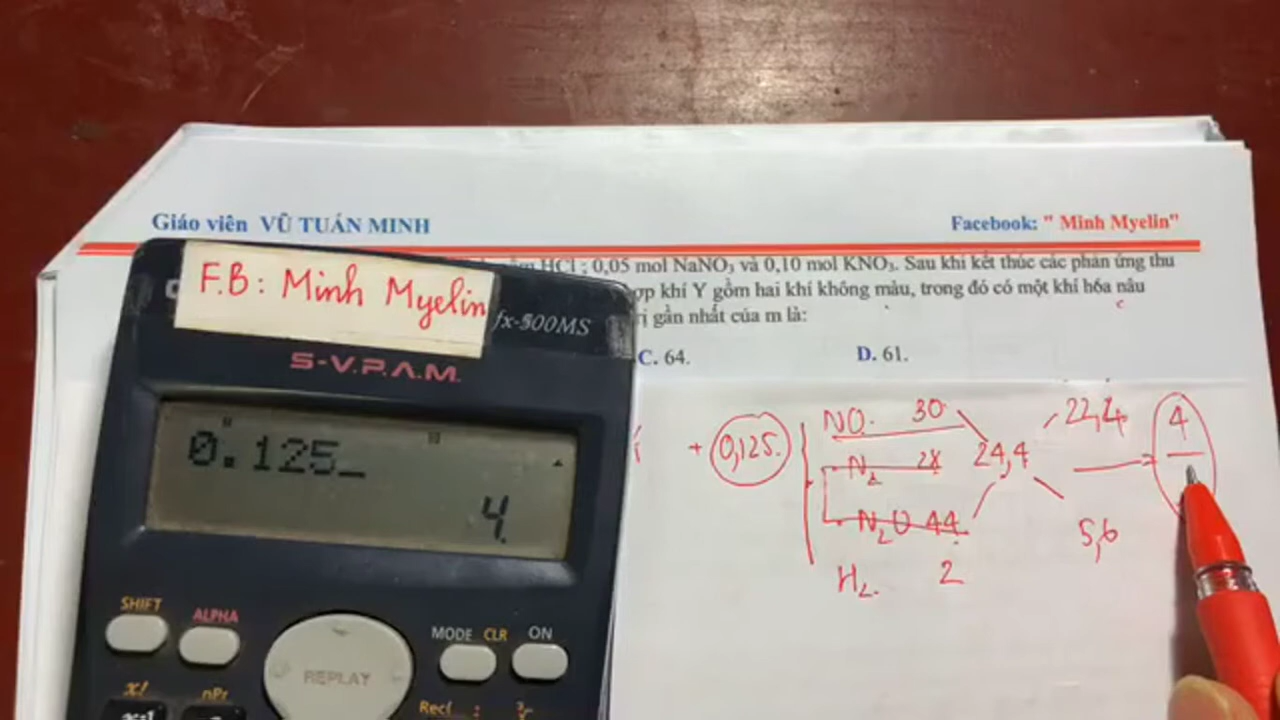 Giáo viên VŨ TUẤN MINH
Facebook: " Minh Myelin"
HCl ; 0,05 mol NaNO₃ và 0,10 mol KNO₃. Sau khi kết thúc các phản ứng thu
hợp khí Y gồm hai khí không màu, trong đó có một khí hóa nâu
gần nhất của m là:
C. 64.
D. 61.
F.B: Minh Myelin
fx-500MS
S-V.P.A.M.
0.125
4.
SHIFT
ALPHA
MODE CLR ON
REPLAY
x!
nPr
Rec
+ 0,125.
NO. 30
N₂ 28
N₂O 44
H₂. 2
24,4
22,4
5,6
= 4